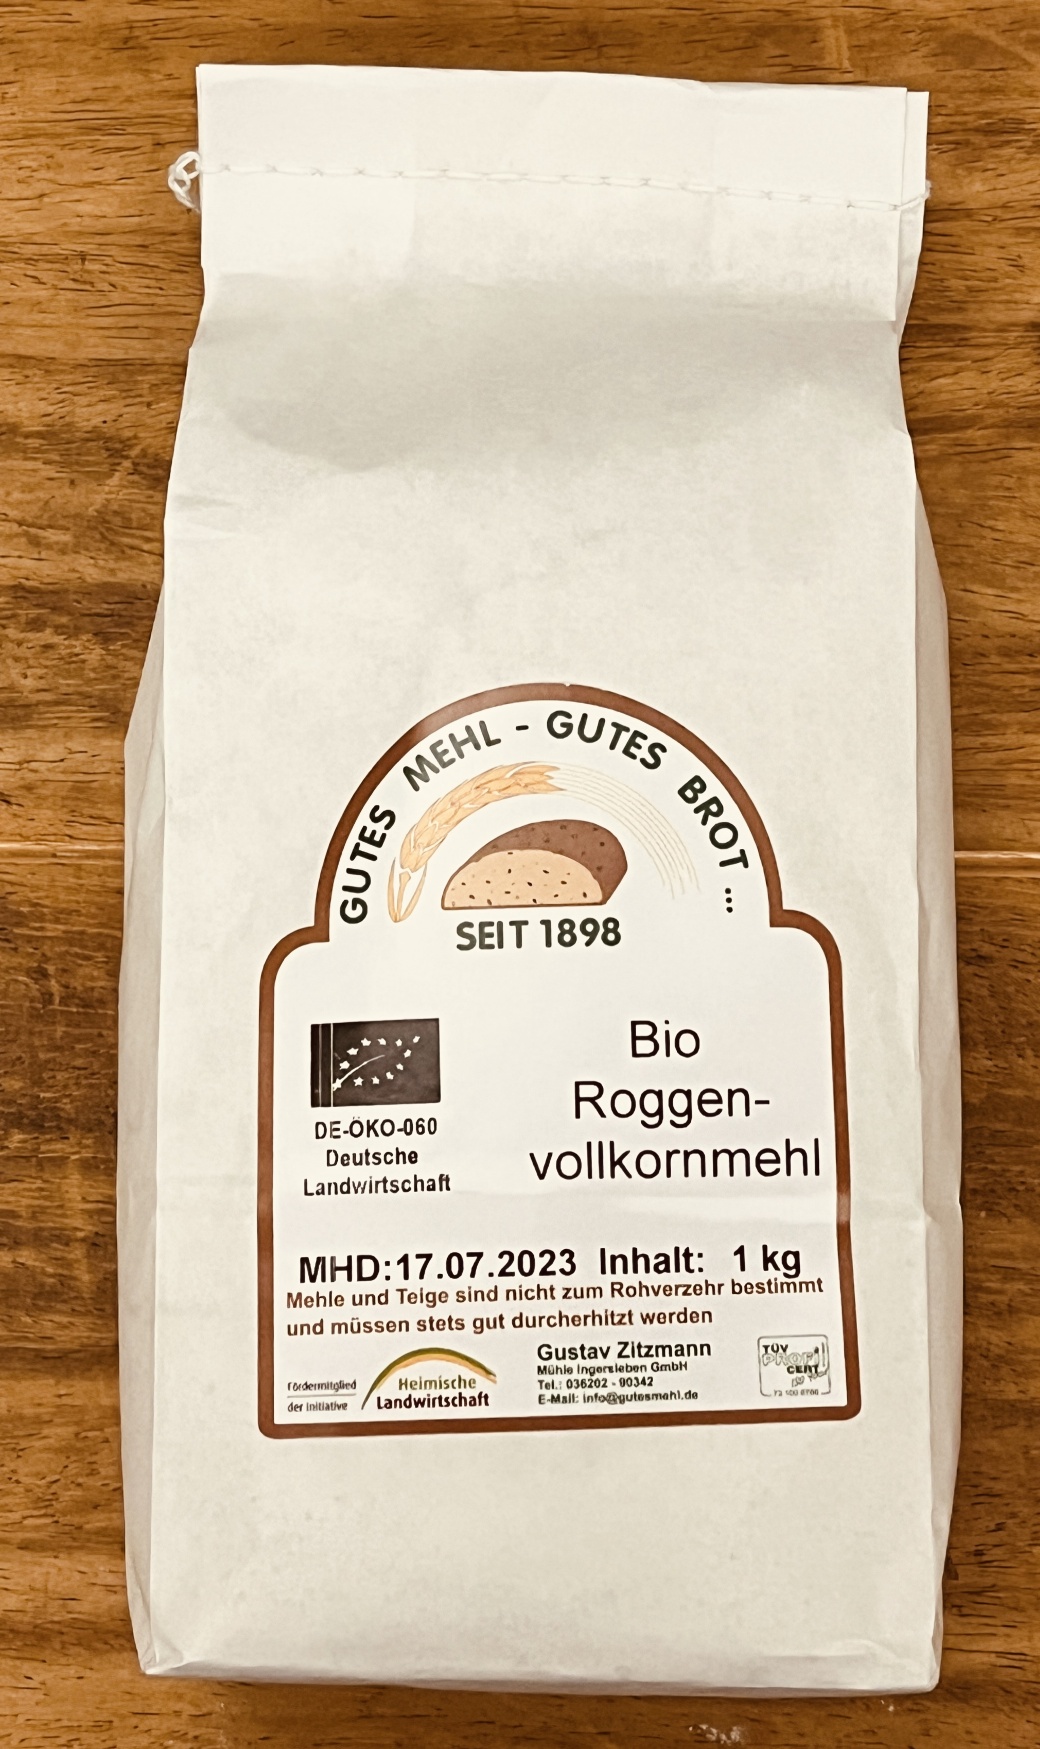 GUTES MEHL - GUTES BROT ...
SEIT 1898
Bio
Roggen-
vollkornmehl
DE-ÖKO-060
Deutsche
Landwirtschaft
MHD:17.07.2023 Inhalt: 1 kg
Mehle und Teige sind nicht zum Rohverzehr bestimmt
und müssen stets gut durcherhitzt werden
Fördermitglied
der Initiative
Heimische
Landwirtschaft
Gustav Zitzmann
Mühle Ingersleben GmbH
Tel.: 036202 - 90342
E-Mail: info@gutesmehl.de
TÜV
PROFI
CERT